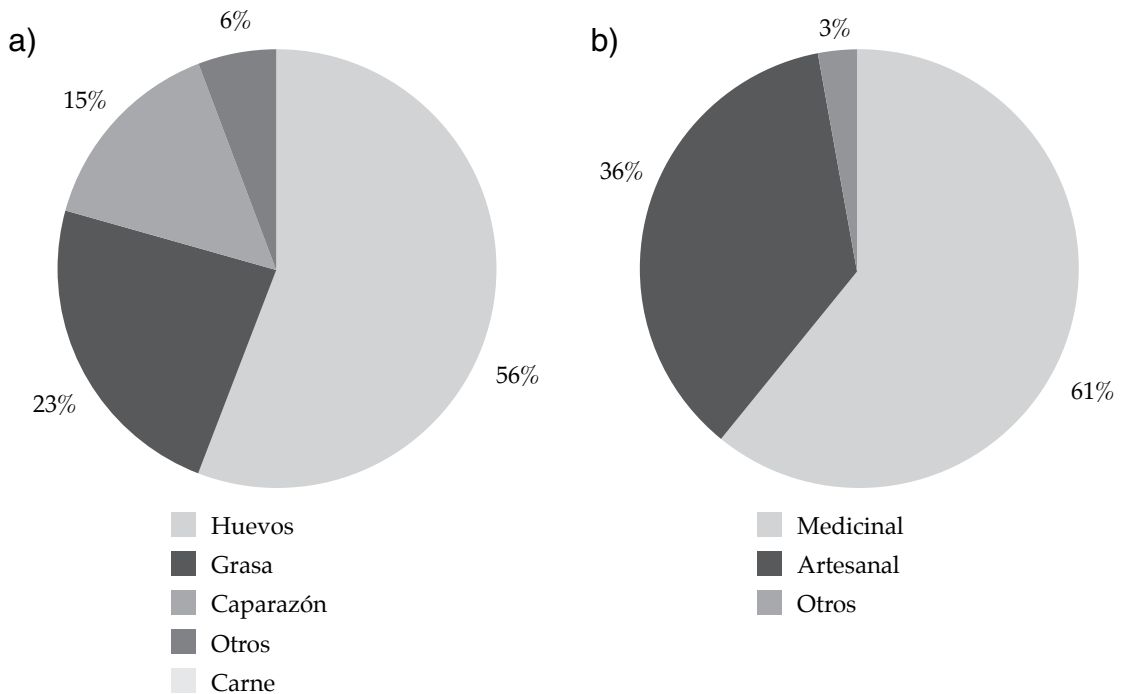 a)
6%
15%
23%
56%
Huevos
Grasa
Caparazón
Otros
Carne
b)
3%
36%
61%
Medicinal
Artesanal
Otros